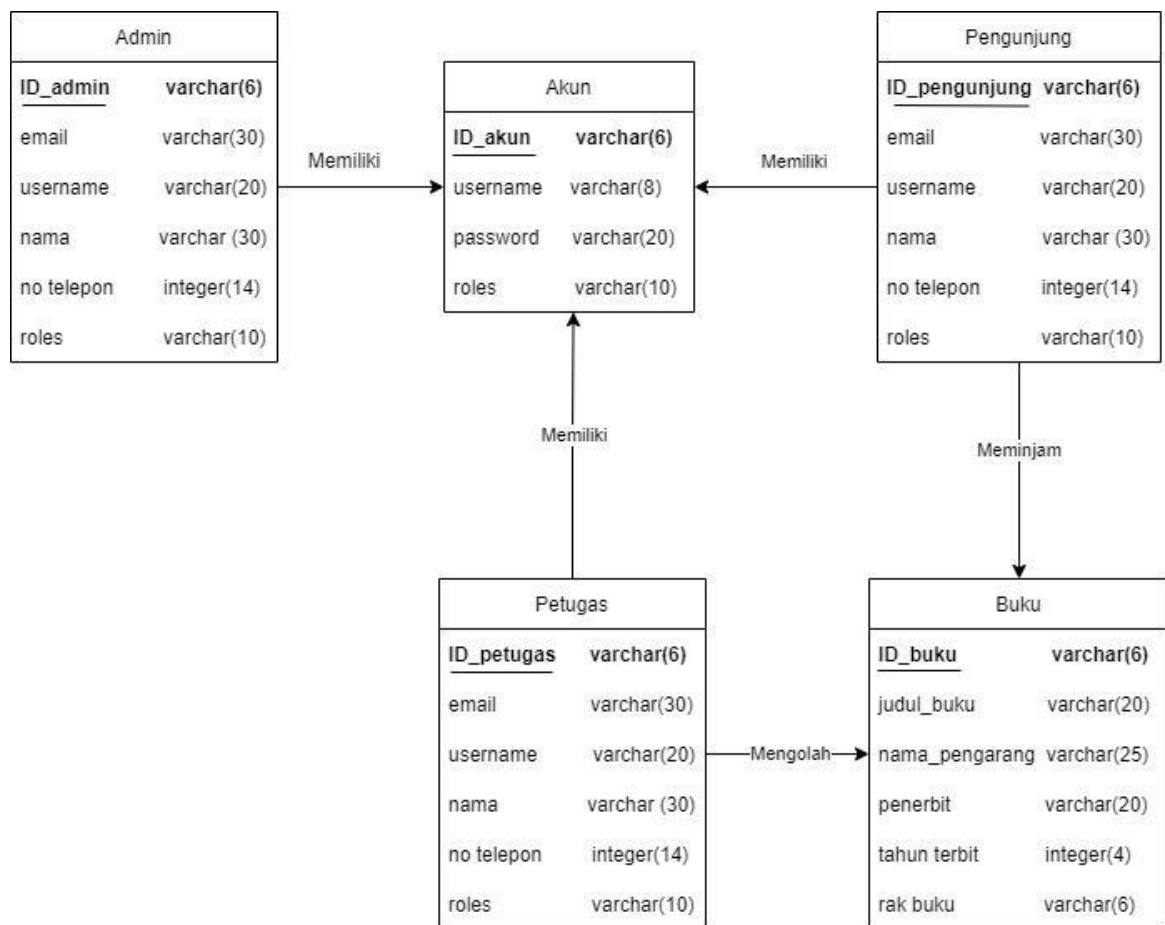 Admin
ID_admin varchar(6)
email varchar(30)
username varchar(20)
nama varchar (30)
no telepon integer(14)
roles varchar(10)
Memiliki
Akun
ID_akun varchar(6)
username varchar(8)
password varchar(20)
roles varchar(10)
Memiliki
Pengunjung
ID_pengunjung varchar(6)
email varchar(30)
username varchar(20)
nama varchar (30)
no telepon integer(14)
roles varchar(10)
Memiliki
Meminjam
Petugas
ID_petugas varchar(6)
email varchar(30)
username varchar(20)
nama varchar (30)
no telepon integer(14)
roles varchar(10)
Mengolah
Buku
ID_buku varchar(6)
judul_buku varchar(20)
nama_pengarang varchar(25)
penerbit varchar(20)
tahun terbit integer(4)
rak buku varchar(6)